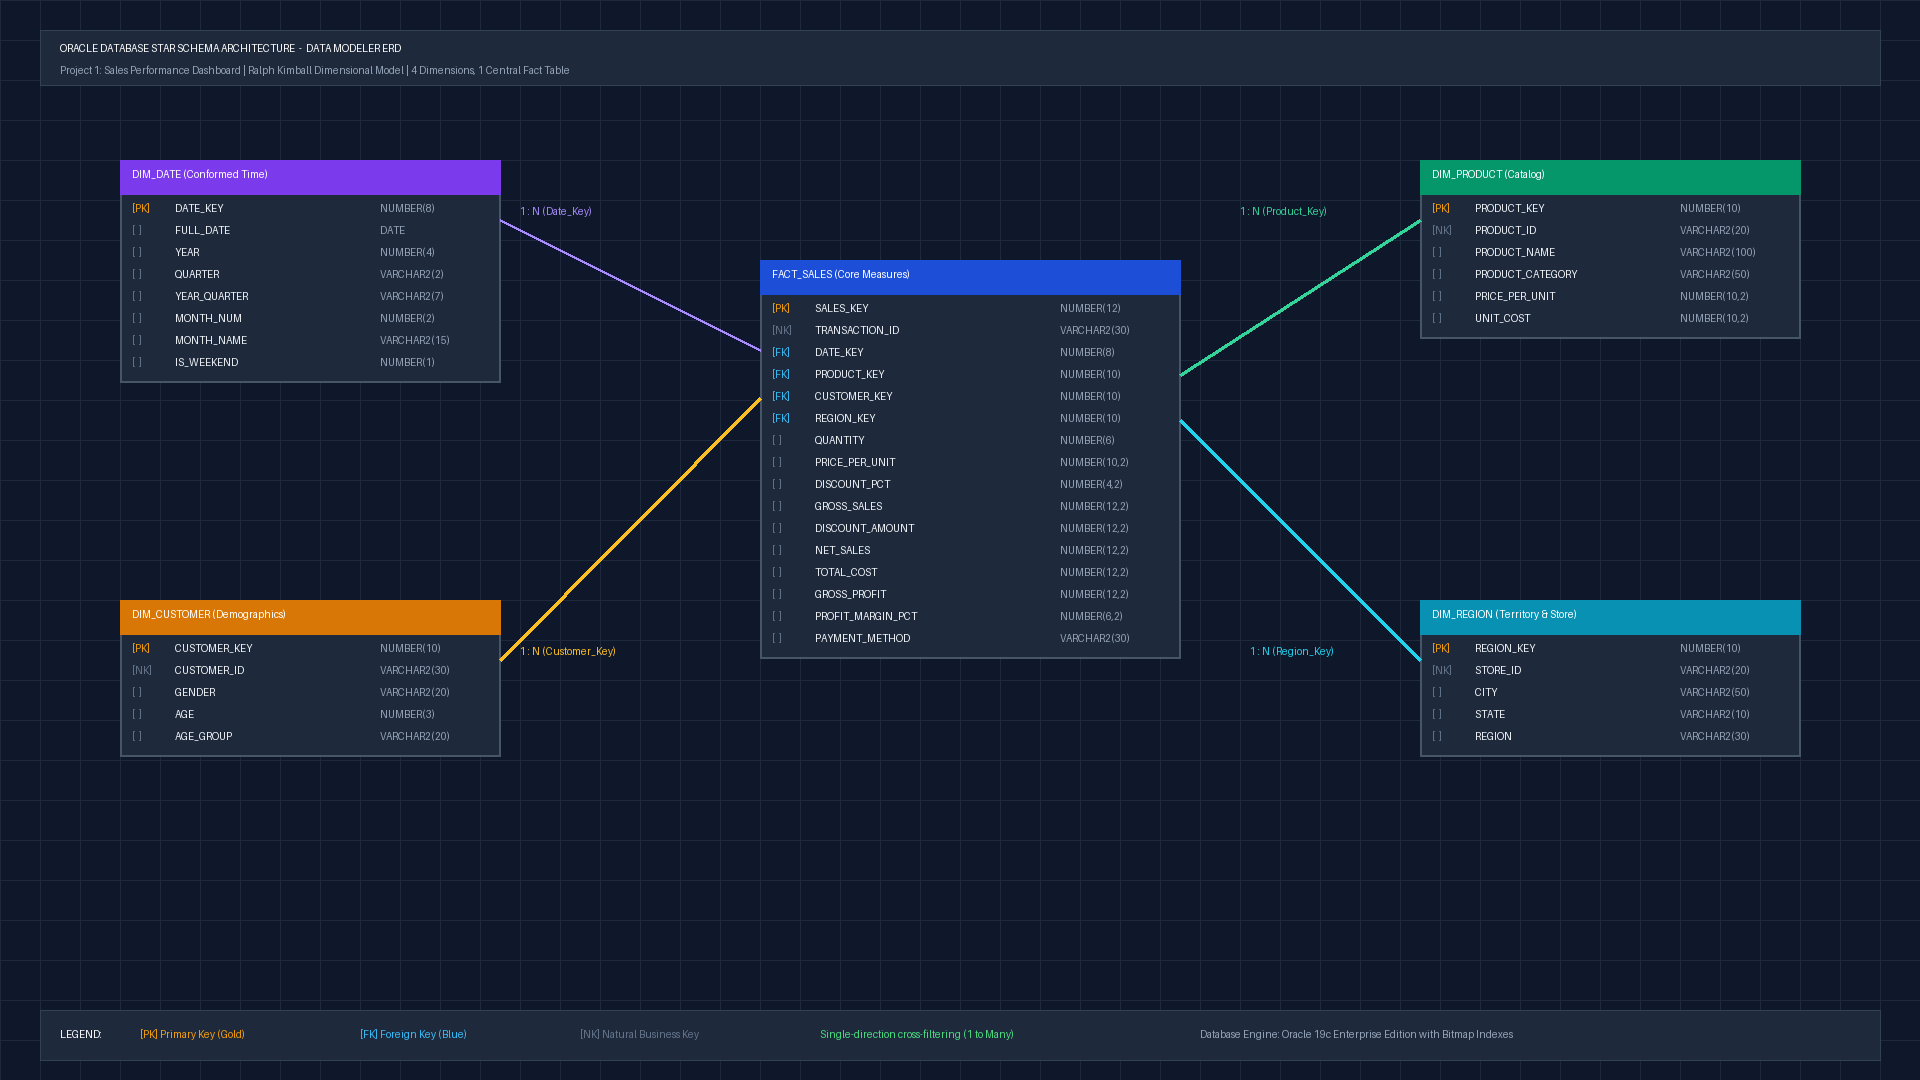 ORACLE DATABASE STAR SCHEMA ARCHITECTURE - DATA MODELER ERD
Project 1: Sales Performance Dashboard | Ralph Kimball Dimensional Model | 4 Dimensions, 1 Central Fact Table
DIM_DATE (Conformed Time)
[PK] DATE_KEY NUMBER(8)
[ ] FULL_DATE DATE
[ ] YEAR NUMBER(4)
[ ] QUARTER VARCHAR2(2)
[ ] YEAR_QUARTER VARCHAR2(7)
[ ] MONTH_NUM NUMBER(2)
[ ] MONTH_NAME VARCHAR2(15)
[ ] IS_WEEKEND NUMBER(1)
1 : N (Date_Key)
1 : N (Product_Key)
DIM_PRODUCT (Catalog)
[PK] PRODUCT_KEY NUMBER(10)
[NK] PRODUCT_ID VARCHAR2(20)
[ ] PRODUCT_NAME VARCHAR2(100)
[ ] PRODUCT_CATEGORY VARCHAR2(50)
[ ] PRICE_PER_UNIT NUMBER(10,2)
[ ] UNIT_COST NUMBER(10,2)
FACT_SALES (Core Measures)
[PK] SALES_KEY NUMBER(12)
[NK] TRANSACTION_ID VARCHAR2(30)
[FK] DATE_KEY NUMBER(8)
[FK] PRODUCT_KEY NUMBER(10)
[FK] CUSTOMER_KEY NUMBER(10)
[FK] REGION_KEY NUMBER(10)
[ ] QUANTITY NUMBER(6)
[ ] PRICE_PER_UNIT NUMBER(10,2)
[ ] DISCOUNT_PCT NUMBER(4,2)
[ ] GROSS_SALES NUMBER(12,2)
[ ] DISCOUNT_AMOUNT NUMBER(12,2)
[ ] NET_SALES NUMBER(12,2)
[ ] TOTAL_COST NUMBER(12,2)
[ ] GROSS_PROFIT NUMBER(12,2)
[ ] PROFIT_MARGIN_PCT NUMBER(6,2)
[ ] PAYMENT_METHOD VARCHAR2(30)
DIM_CUSTOMER (Demographics)
[PK] CUSTOMER_KEY NUMBER(10)
[NK] CUSTOMER_ID VARCHAR2(30)
[ ] GENDER VARCHAR2(20)
[ ] AGE NUMBER(3)
[ ] AGE_GROUP VARCHAR2(20)
1 : N (Customer_Key)
1 : N (Region_Key)
DIM_REGION (Territory & Store)
[PK] REGION_KEY NUMBER(10)
[NK] STORE_ID VARCHAR2(20)
[ ] CITY VARCHAR2(50)
[ ] STATE VARCHAR2(10)
[ ] REGION VARCHAR2(30)
LEGEND: [PK] Primary Key (Gold) [FK] Foreign Key (Blue) [NK] Natural Business Key Single-direction cross-filtering (1 to Many) Database Engine: Oracle 19c Enterprise Edition with Bitmap Indexes